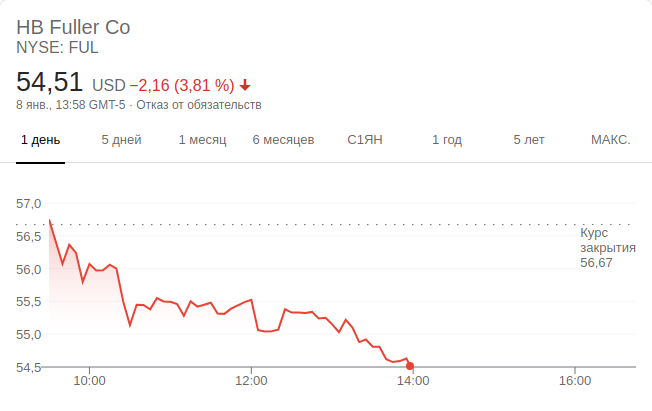 HB Fuller Co
NYSE: FUL
54,51 USD −2,16 (3,81 %)
8 янв., 13:58 GMT-5 · Отказ от обязательств
1 день 5 дней 1 месяц 6 месяцев С1ЯН 1 год 5 лет МАКС.
57,0
56,5
56,0
55,5
55,0
54,5
Курс
закрытия
56,67
10:00 12:00 14:00 16:00